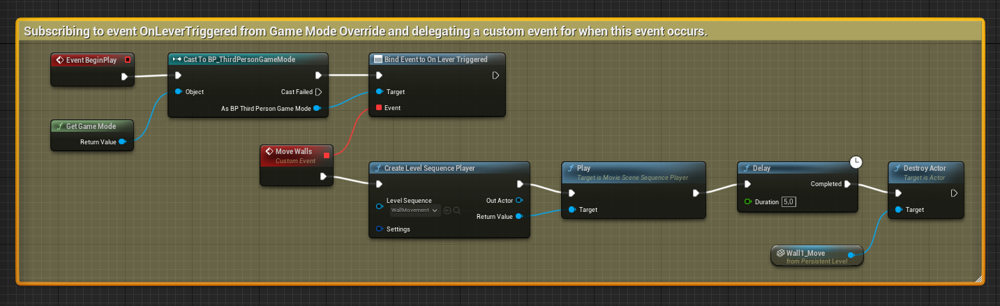 Subscribing to event OnLeverTriggered from Game Mode Override and delegating a custom event for when this event occurs.
Event BeginPlay
Cast To BP_ThirdPersonGameMode
Object
Cast Failed
As BP Third Person Game Mode
Bind Event to On Lever Triggered
Target
Event
Get Game Mode
Return Value
Move Walls
Custom Event
Create Level Sequence Player
Level Sequence
WallMovement
Out Actor
Return Value
Settings
Play
Target is Movie Scene Sequence Player
Target
Delay
Completed
Duration 5,0
Destroy Actor
Target is Actor
Target
Wall1_Move
from Persistent Level